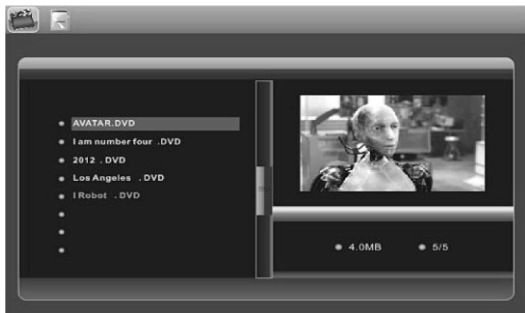 AVATAR.DVD
I am number four .DVD
2012 . DVD
Los Angeles . DVD
I Robot . DVD
4.0MB
5/5